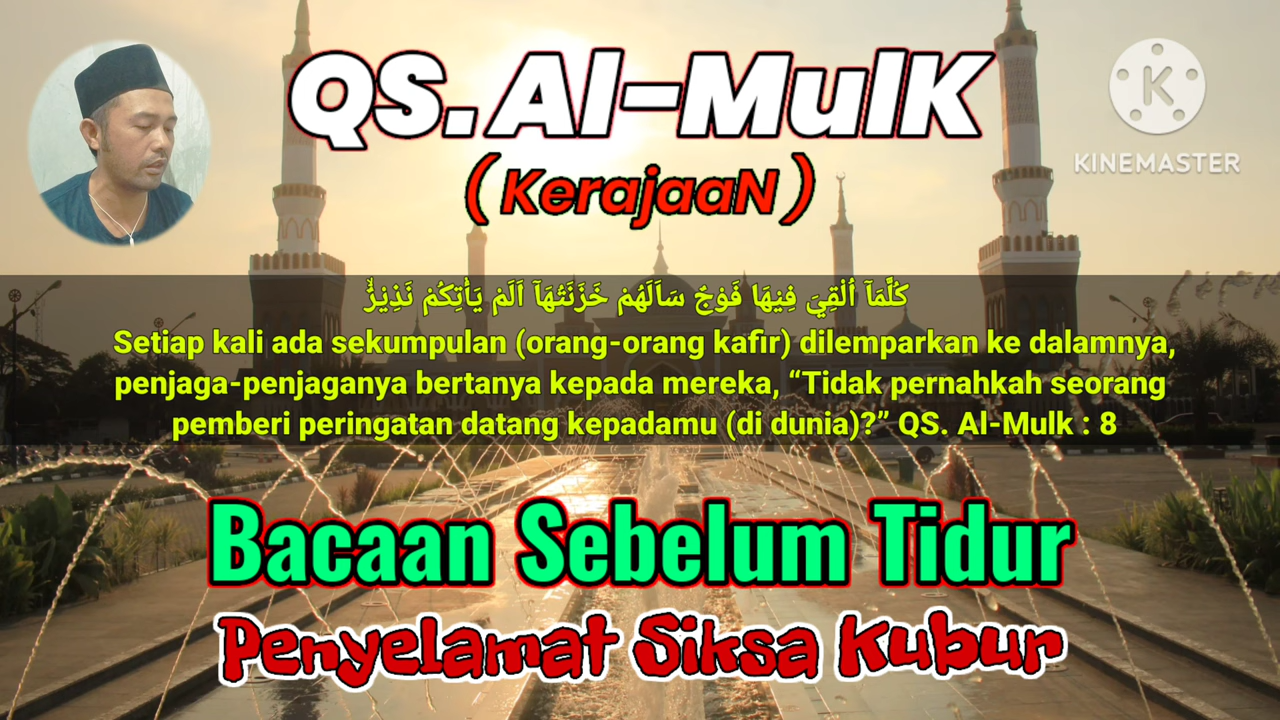 QS. Al-MulK
( KerajaaN )
KINEMASTER
كُلَّمَآ اُلْقِيَ فِيْهَا فَوْجٌ سَاَلَهُمْ خَزَنَتُهَآ اَلَمْ يَأْتِكُمْ نَذِيْرٌۙ
Setiap kali ada sekumpulan (orang-orang kafir) dilemparkan ke dalamnya,
penjaga-penjaganya bertanya kepada mereka, “Tidak pernahkah seorang
pemberi peringatan datang kepadamu (di dunia)?” QS. Al-Mulk : 8
Bacaan Sebelum Tidur
Penyelamat Siksa Kubur